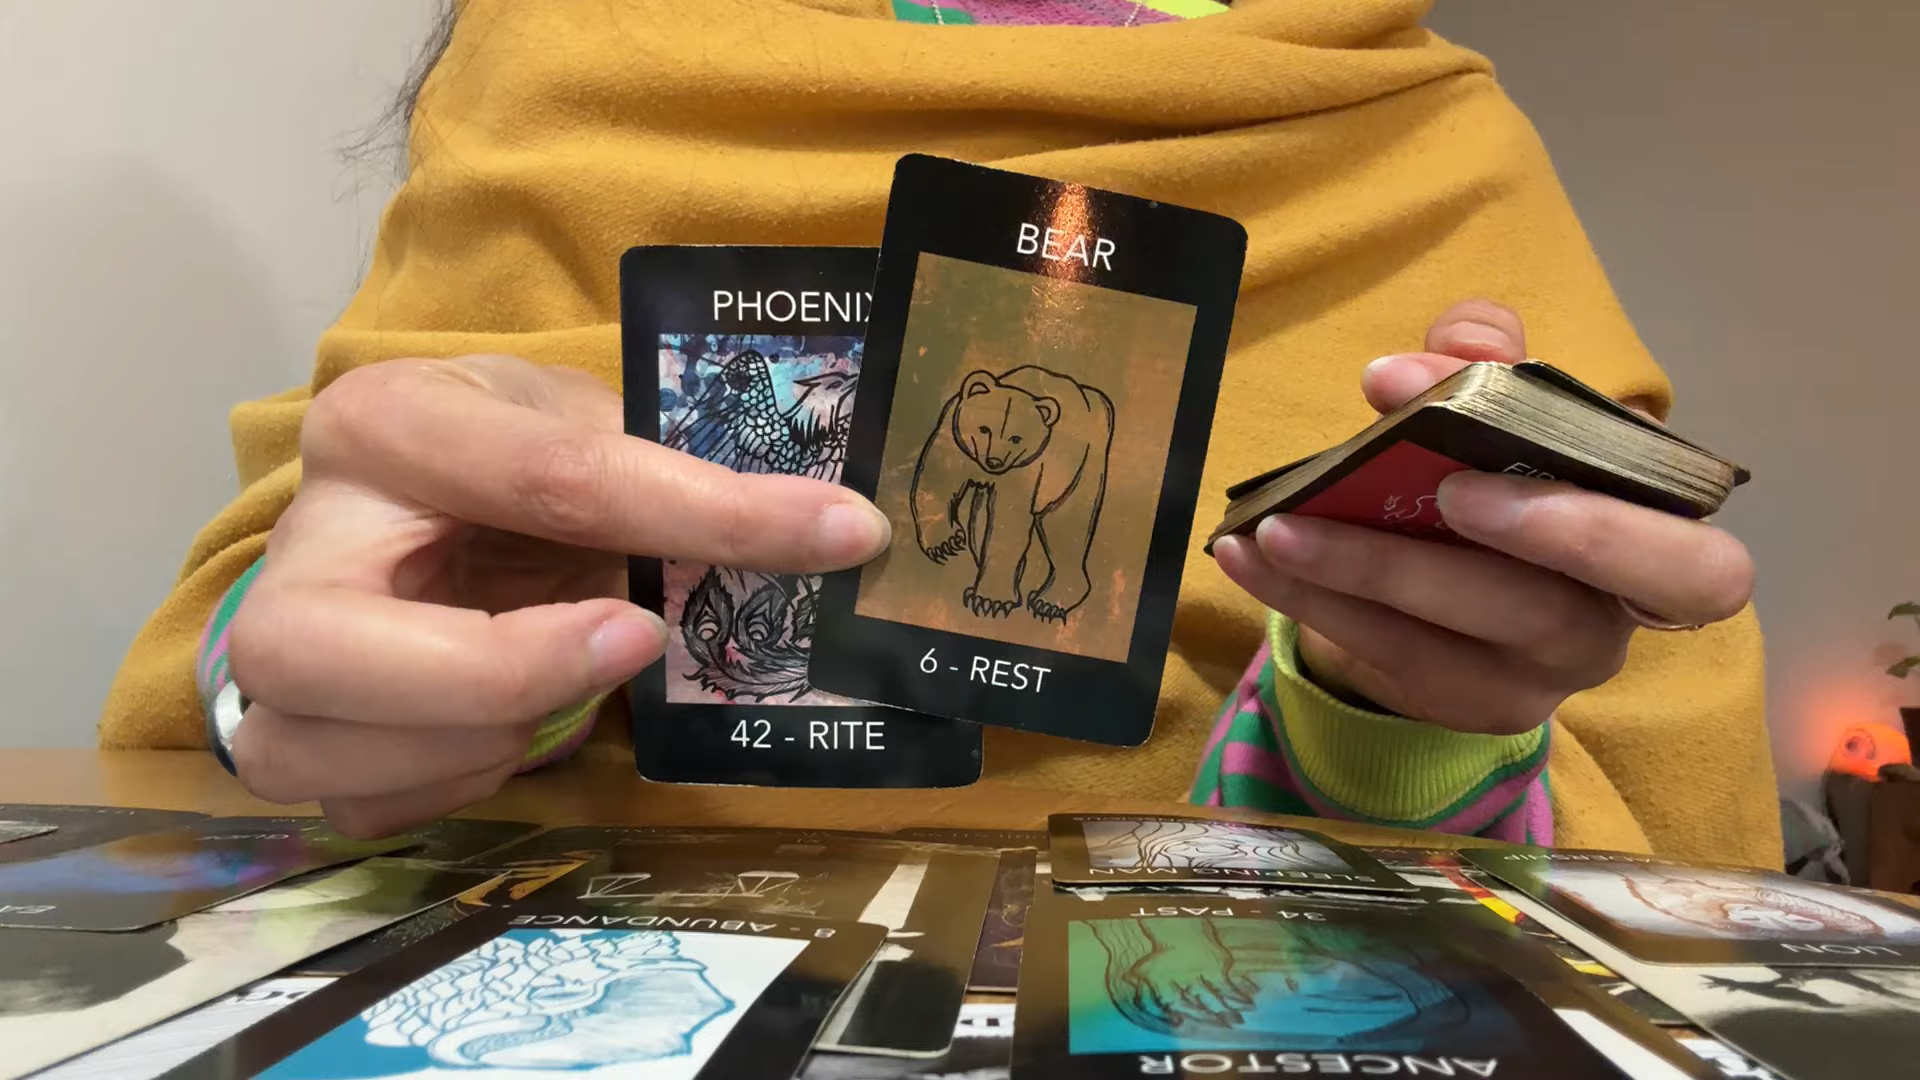 BEAR
PHOENIX
6 - REST
42 - RITE
8 - ABUNDANCE
SLEEPING MAN
34 - PAST
ANCESTOR
LION